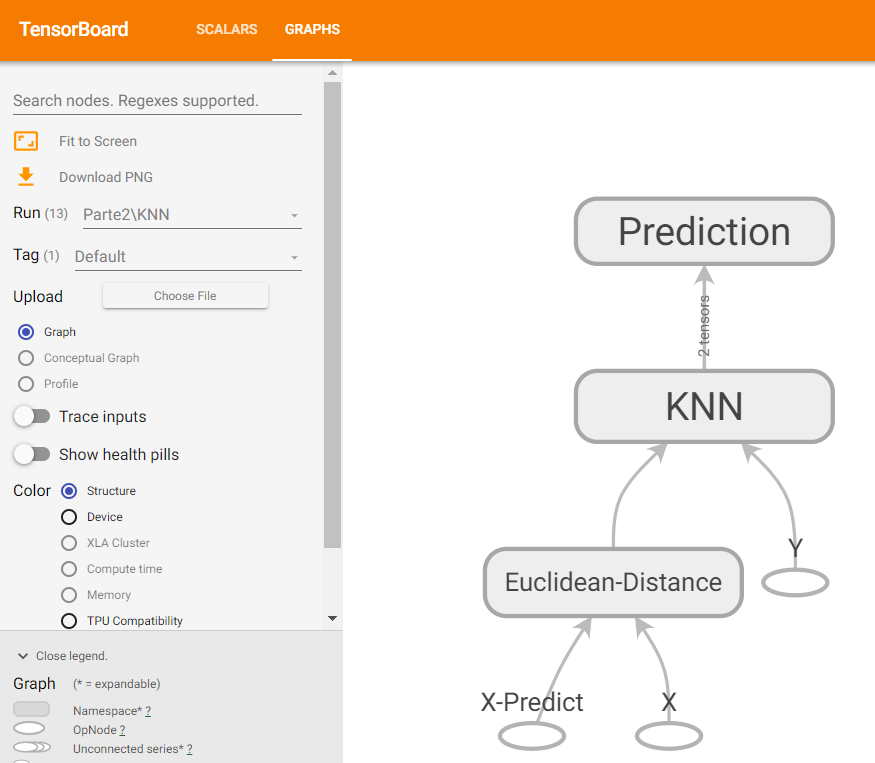 TensorBoard SCALARS GRAPHS
Search nodes. Regexes supported.
Fit to Screen
Download PNG
Run (13) Parte2\KNN
Tag (1) Default
Upload Choose File
Graph
Conceptual Graph
Profile
Trace inputs
Show health pills
Color Structure
Device
XLA Cluster
Compute time
Memory
TPU Compatibility
Close legend.
Graph (* = expandable)
Namespace* ?
OpNode ?
Unconnected series* ?
Prediction
2 tensors
KNN
Y
Euclidean-Distance
X-Predict X